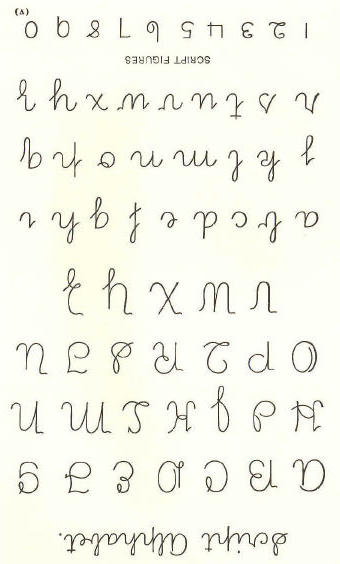 Script Alphabet.
A B C D E F G
H I J K L M N
O P Q R S T U
V W X Y Z
a b c d e f g h i
j k l m n o p q
r s t u v w x y z
SCRIPT FIGURES
1 2 3 4 5 6 7 8 9 0
(v)